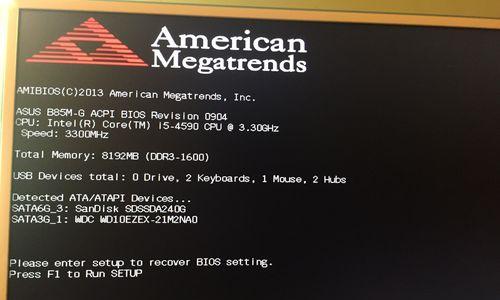 American
Megatrends
AMIBIOS(C)2013 American Megatrends, Inc.
ASUS B85M-G ACPI BIOS Revision 0904
CPU: Intel(R) Core(TM) i5-4590 CPU @ 3.30GHz
Speed: 3300MHz
Total Memory: 8192MB (DDR3-1600)
USB Devices total: 0 Drive, 2 Keyboards, 1 Mouse, 2 Hubs
Detected ATA/ATAPI Devices...
SATA6G_3: SanDisk SDSSDA240G
SATA3G_1: WDC WD10EZEX-21M2NA0
Please enter setup to recover BIOS setting.
Press F1 to Run SETUP